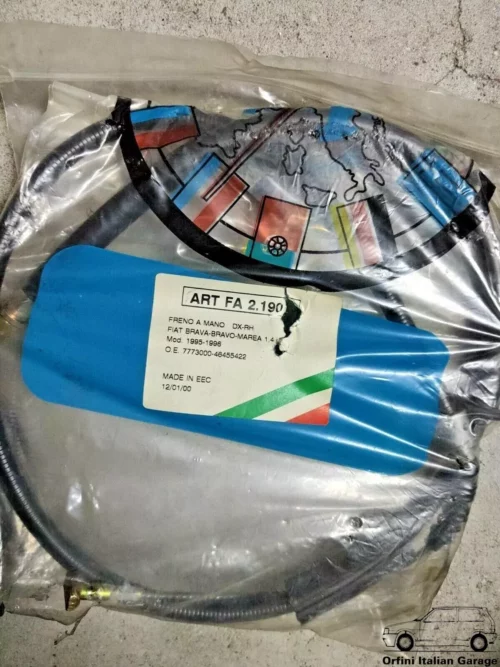 ART FA 2.190
FRENO A MANO DX-RH
FIAT BRAVA-BRAVO-MAREA 1.4
Mod. 1995-1996
O.E. 7773000-46455422
MADE IN EEC
12/01/00
Orfini Italian Garage